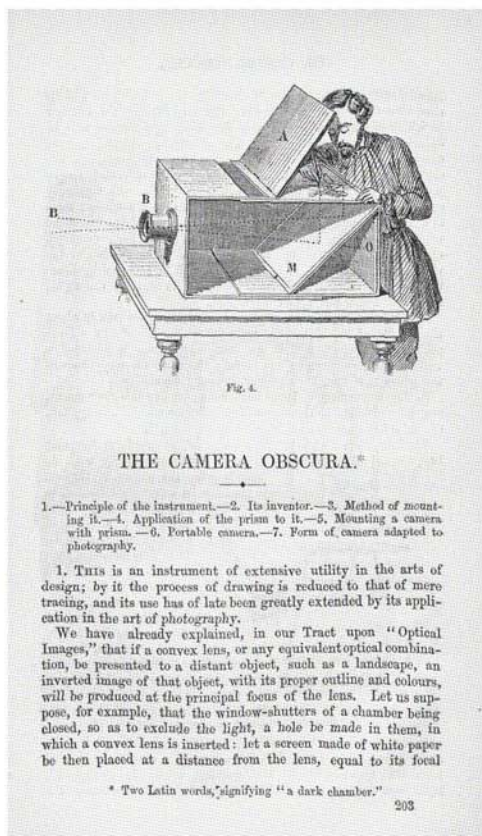 A
B
B
O
M
Fig. 4.
THE CAMERA OBSCURA.*
1.—Principle of the instrument.—2. Its inventor.—3. Method of mount-
ing it.—4. Application of the prism to it.—5. Mounting a camera
with prism.—6. Portable camera.—7. Form of camera adapted to
photography.
1. THIS is an instrument of extensive utility in the arts of
design; by it the process of drawing is reduced to that of mere
tracing, and its use has of late been greatly extended by its appli-
cation in the art of photography.
We have already explained, in our Tract upon “Optical
Images,” that if a convex lens, or any equivalent optical combina-
tion, be presented to a distant object, such as a landscape, an
inverted image of that object, with its proper outline and colours,
will be produced at the principal focus of the lens. Let us sup-
pose, for example, that the window-shutters of a chamber being
closed, so as to exclude the light, a hole be made in them, in
which a convex lens is inserted: let a screen made of white paper
be then placed at a distance from the lens, equal to its focal
* Two Latin words, signifying “a dark chamber.”
203